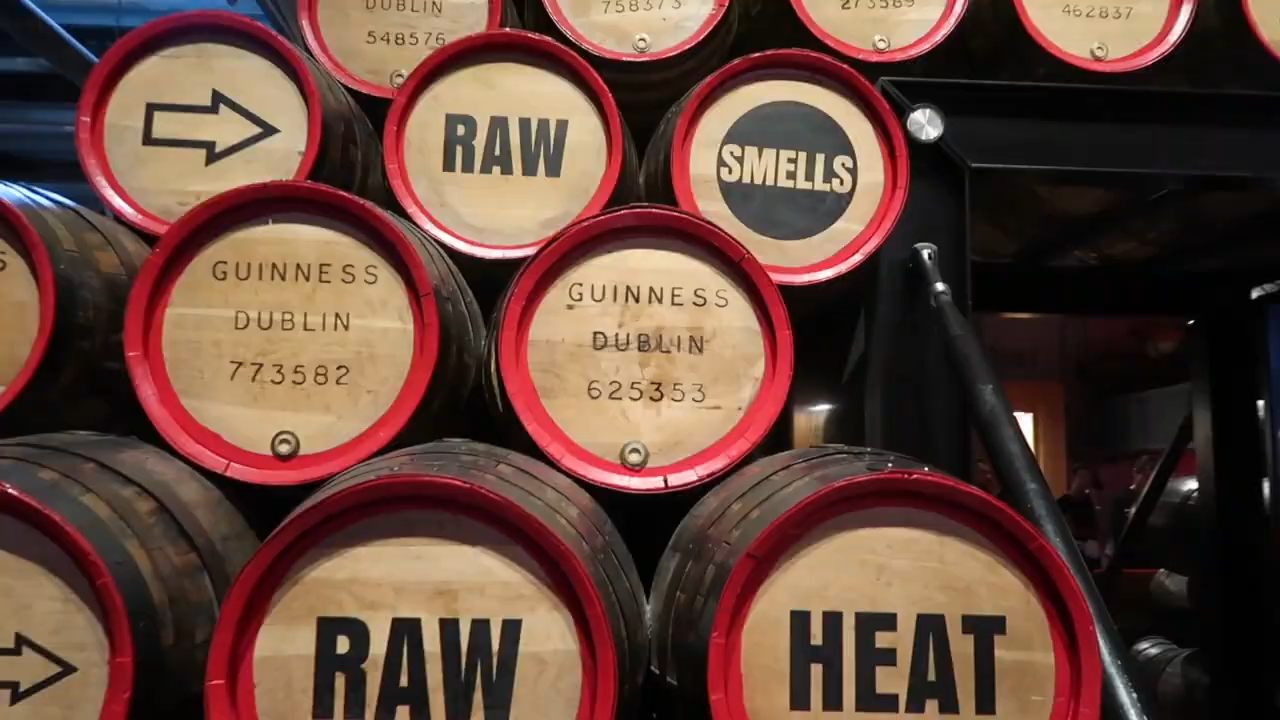 DUBLIN
548576
758373
273589
462837
RAW
SMELLS
GUINNESS
DUBLIN
773582
GUINNESS
DUBLIN
625353
RAW
HEAT